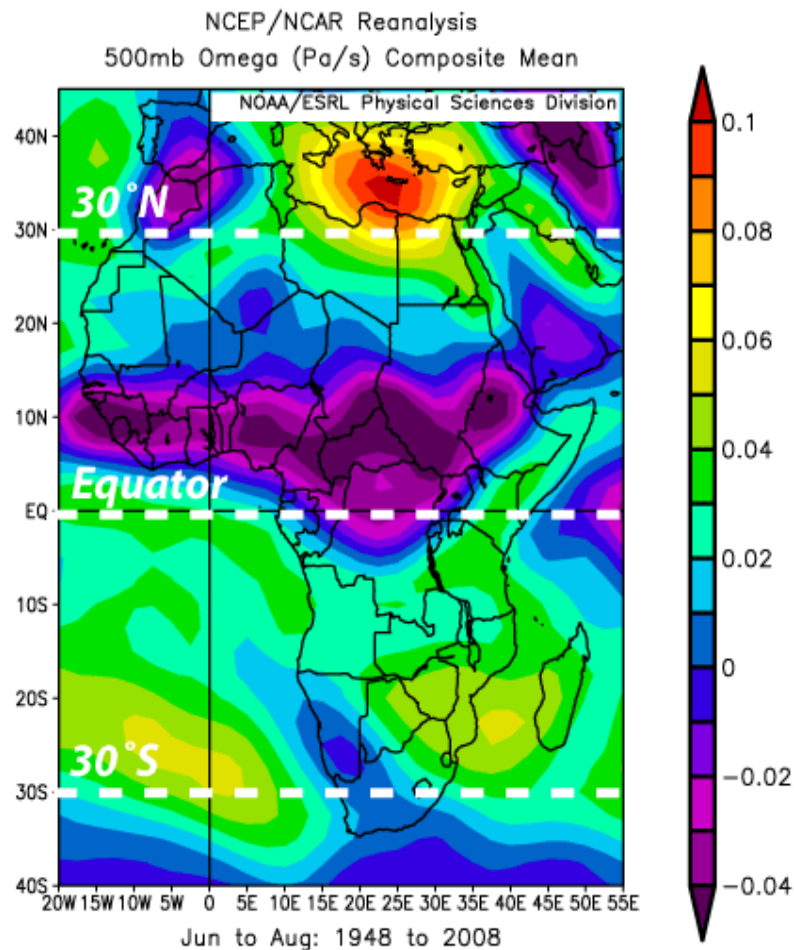 NCEP/NCAR Reanalysis
500mb Omega (Pa/s) Composite Mean
NOAA/ESRL Physical Sciences Division
40N
30°N
30N
20N
10N
Equator
EQ
10S
20S
30°S
30S
40S
20W 15W 10W 5W 0 5E 10E 15E 20E 25E 30E 35E 40E 45E 50E 55E
Jun to Aug: 1948 to 2008
0.1
0.08
0.06
0.04
0.02
0
−0.02
−0.04